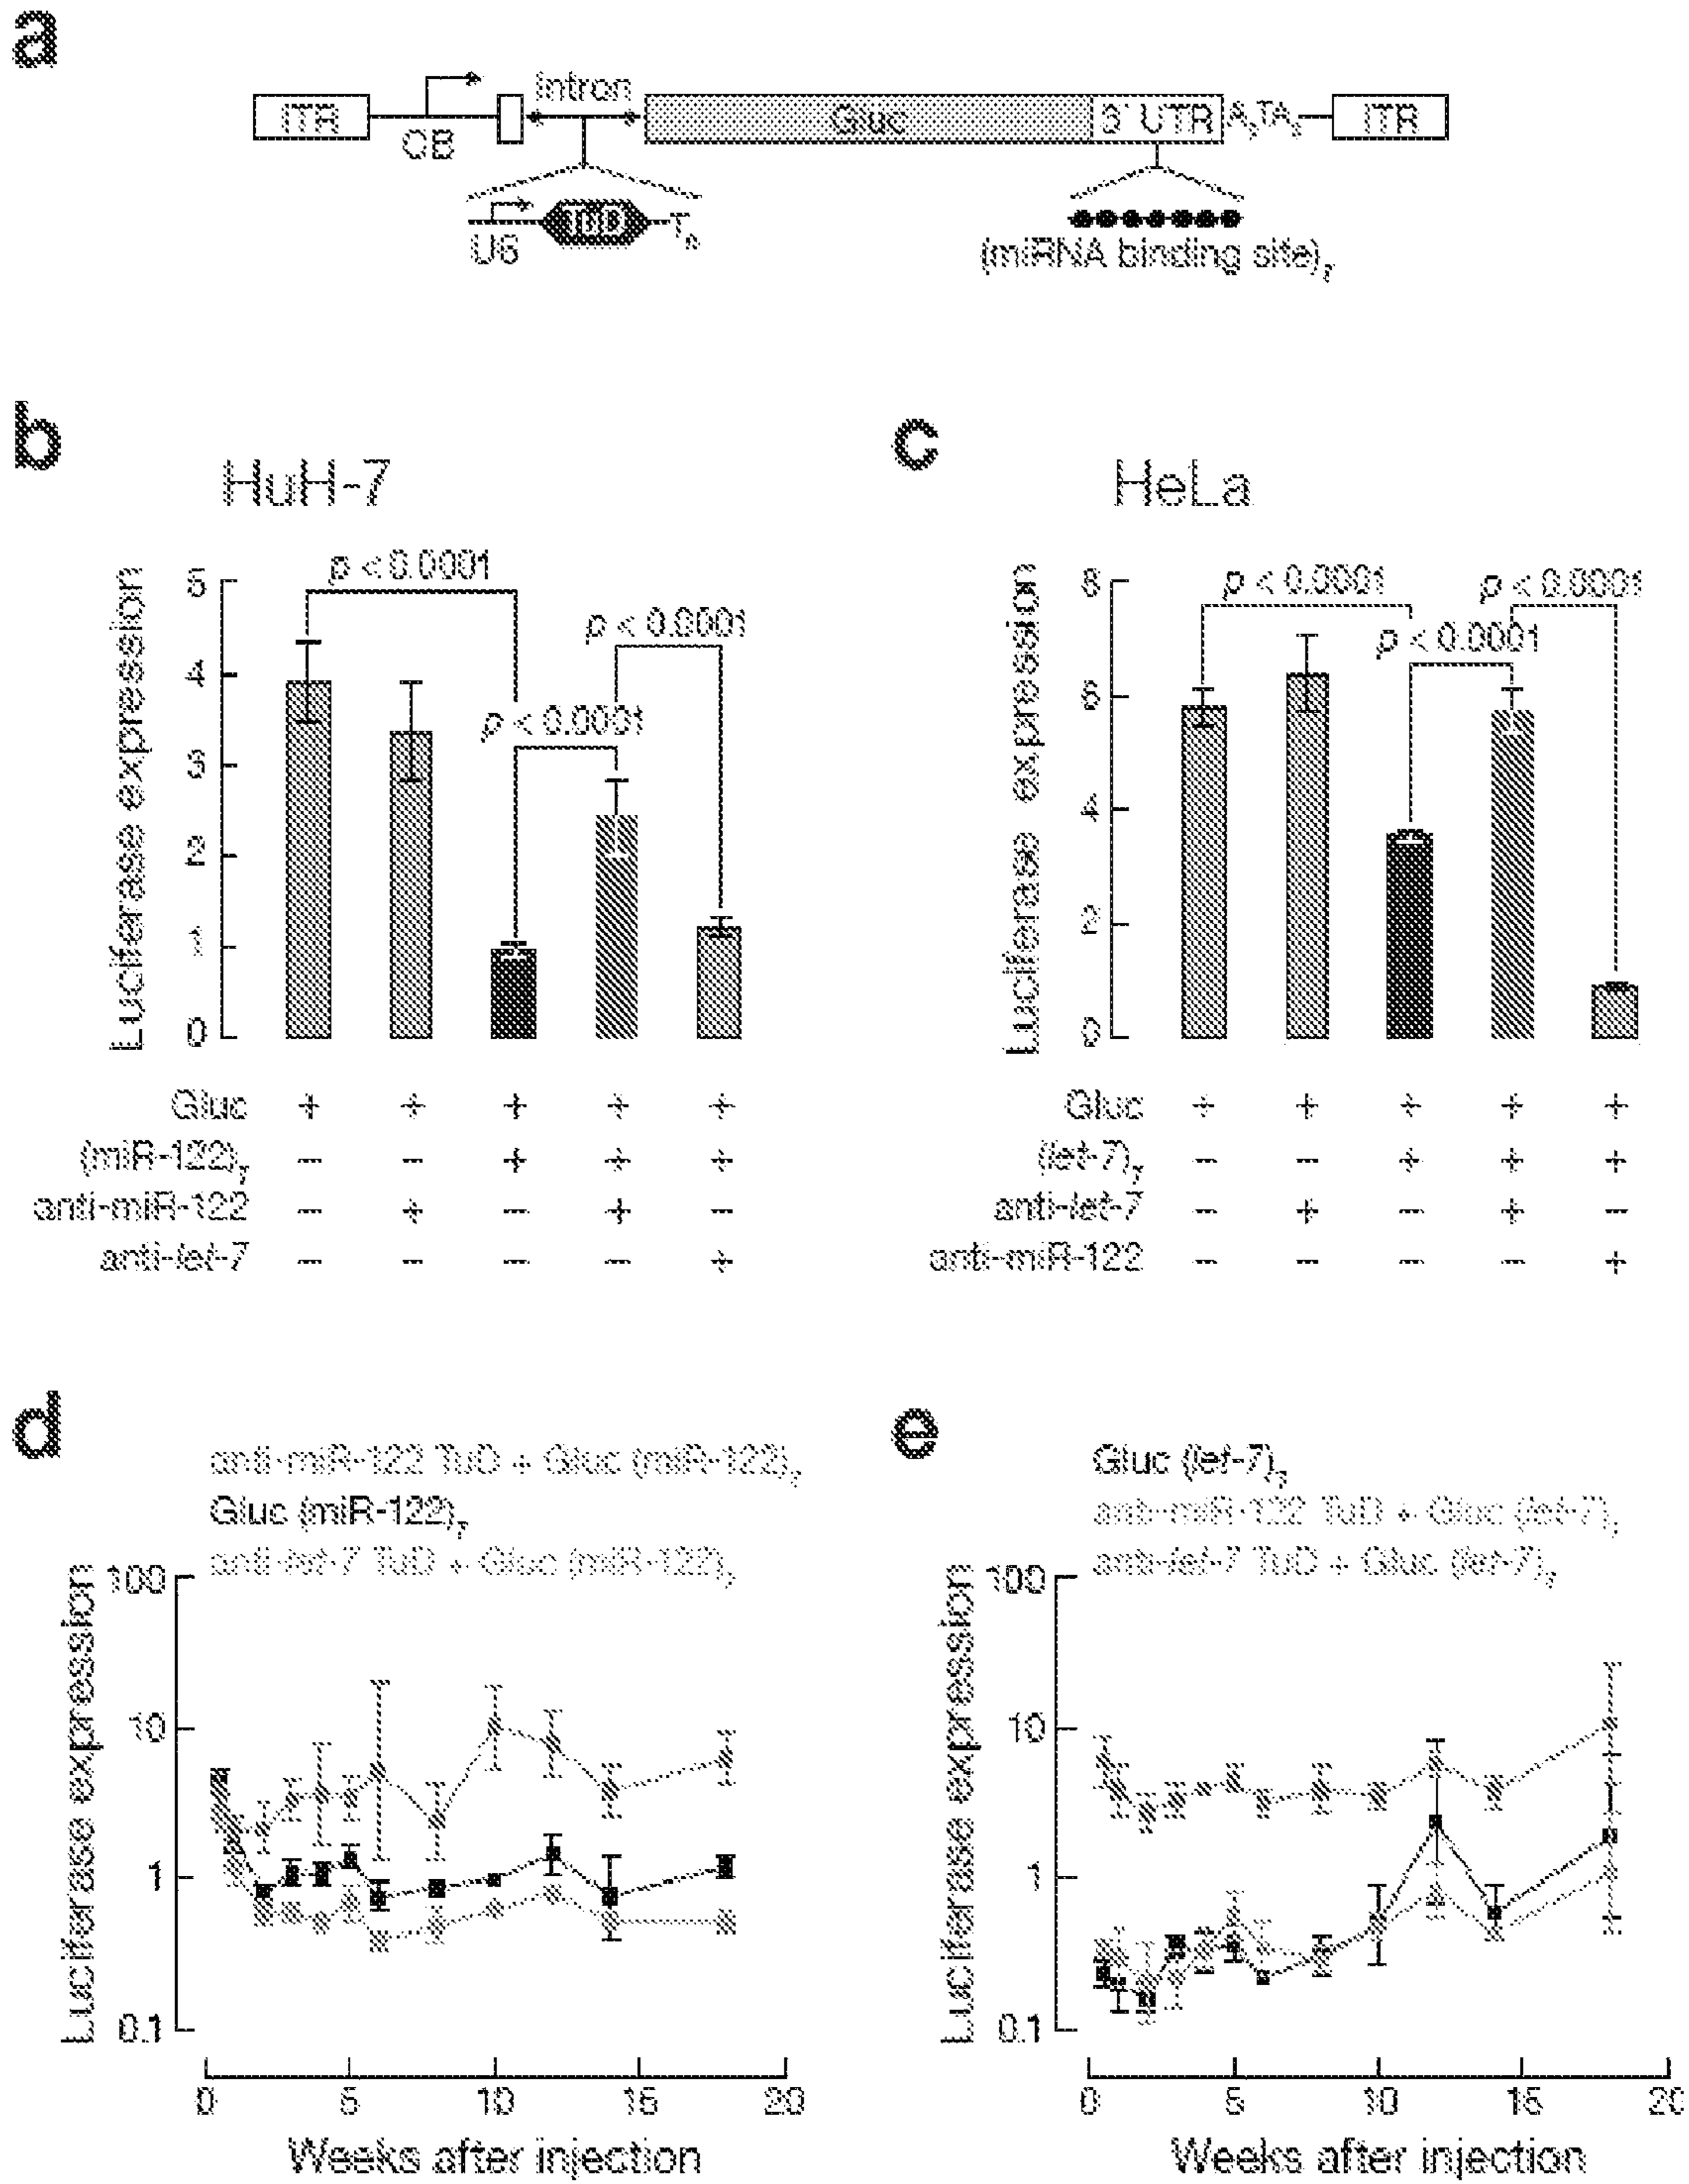 a
Intron
ITR
CB
Gluc
3´ UTR
ITR
U6
TuD
(miRNA binding site)7
b
HuH-7
p < 0.0001
p < 0.0001
p < 0.0001
Luciferase expression
5
4
3
2
1
0
Gluc + + + + +
(miR-122)7 – – + + +
anti-miR-122 – + – + –
anti-let-7 – – – – +
c
HeLa
p < 0.0001
p < 0.0001
p < 0.0001
Luciferase expression
8
6
4
2
0
Gluc + + + + +
(let-7)7 – – + + +
anti-let-7 – + – + –
anti-miR-122 – – – – +
d
anti-miR-122 TuD + Gluc (miR-122)7
Gluc (miR-122)7
anti-let-7 TuD + Gluc (miR-122)7
Luciferase expression
100
10
1
0.1
0 5 10 15 20
Weeks after injection
e
Gluc (let-7)7
anti-miR-122 TuD + Gluc (let-7)7
anti-let-7 TuD + Gluc (let-7)7
Luciferase expression
100
10
1
0.1
0 5 10 15 20
Weeks after injection